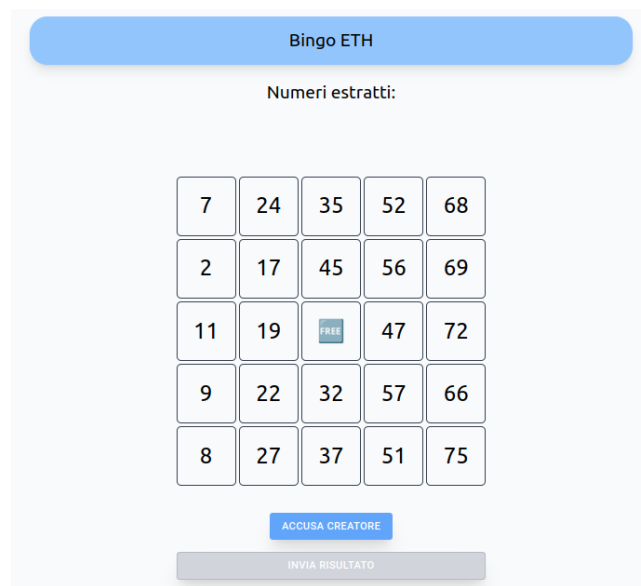 Bingo ETH
Numeri estratti:
7 24 35 52 68
2 17 45 56 69
11 19 FREE 47 72
9 22 32 57 66
8 27 37 51 75
ACCUSA CREATORE
INVIA RISULTATO